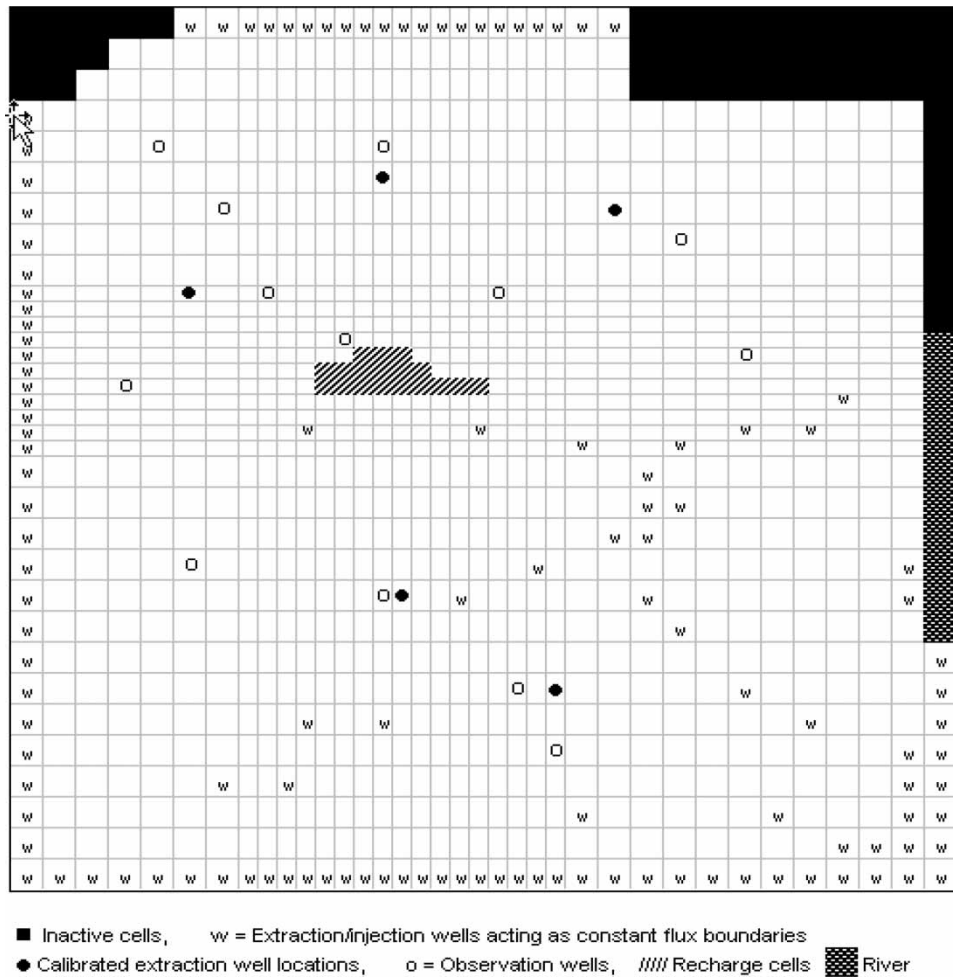 Inactive cells, w = Extraction/injection wells acting as constant flux boundaries
Calibrated extraction well locations, o = Observation wells, ///// Recharge cells River